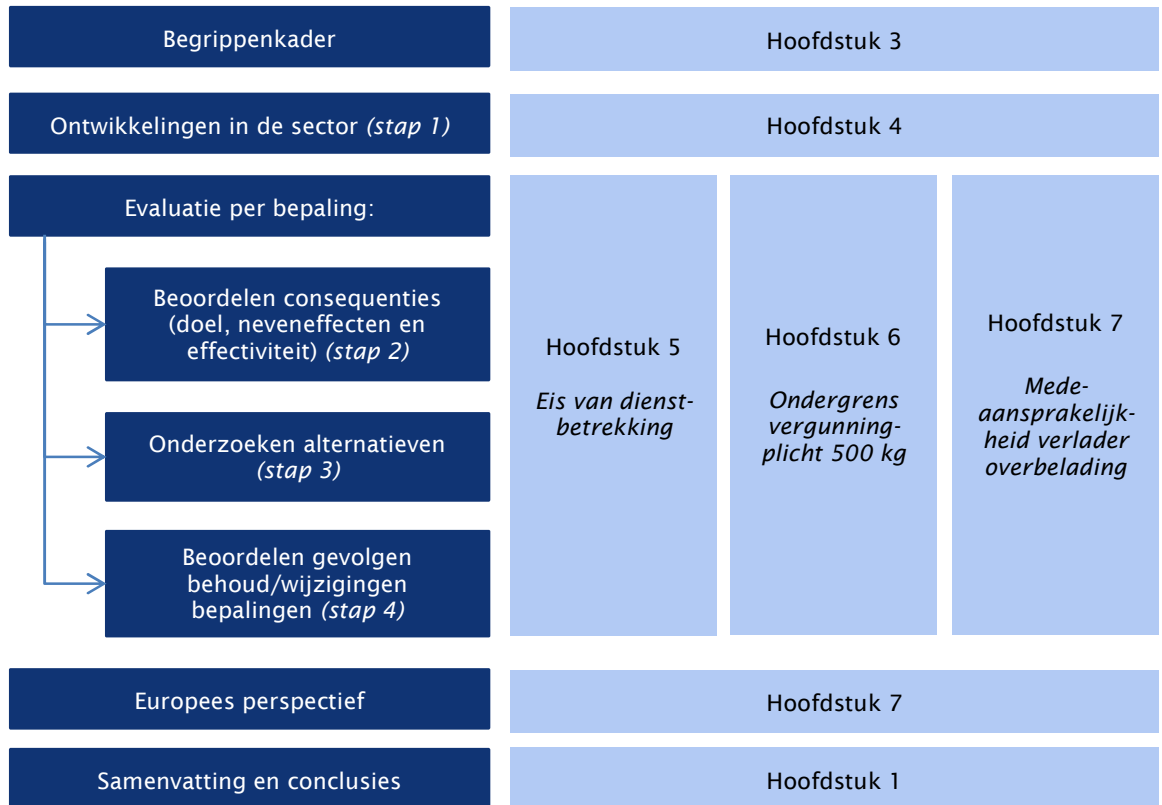 Begrippenkader
Hoofdstuk 3
Ontwikkelingen in de sector (stap 1)
Hoofdstuk 4
Evaluatie per bepaling:
Beoordelen consequenties
(doel, neveneffecten en
effectiviteit) (stap 2)
Onderzoeken alternatieven
(stap 3)
Beoordelen gevolgen
behoud/wijzigingen
bepalingen (stap 4)
Hoofdstuk 5
Eis van dienst-
betrekking
Hoofdstuk 6
Ondergrens
vergunning-
plicht 500 kg
Hoofdstuk 7
Mede-
aansprakelijk-
heid verlader
overbelading
Europees perspectief
Hoofdstuk 7
Samenvatting en conclusies
Hoofdstuk 1